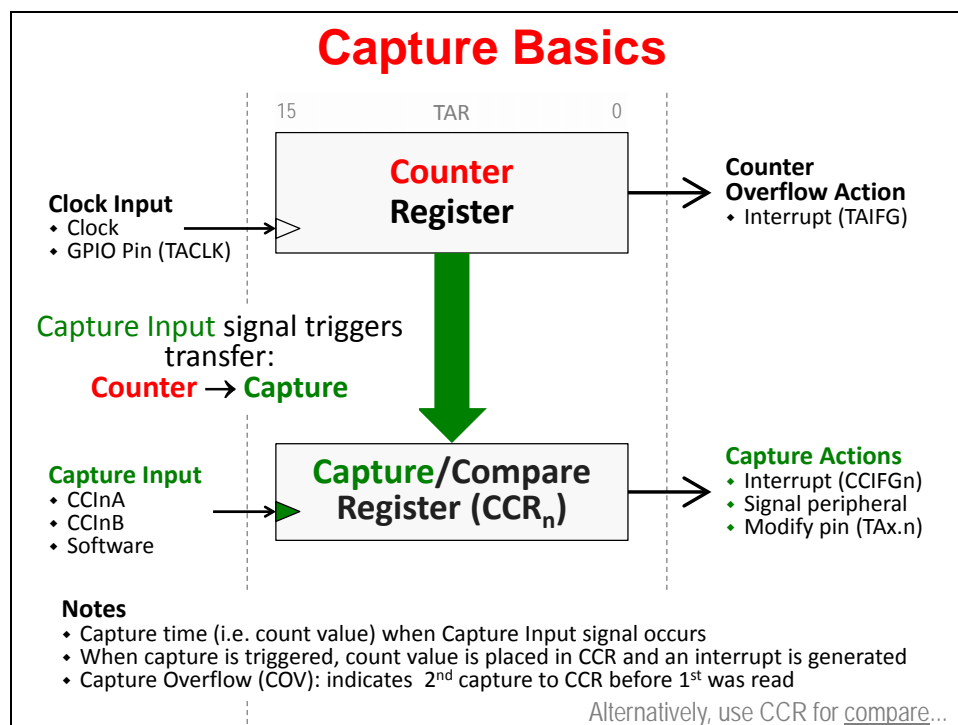 Capture Basics
15 TAR 0
Counter
Register
Clock Input
◆ Clock
◆ GPIO Pin (TACLK)
Counter
Overflow Action
◆ Interrupt (TAIFG)
Capture Input signal triggers
transfer:
Counter → Capture
Capture Input
◆ CCInA
◆ CCInB
◆ Software
Capture/Compare
Register (CCRn)
Capture Actions
◆ Interrupt (CCIFGn)
◆ Signal peripheral
◆ Modify pin (TAx.n)
Notes
◆ Capture time (i.e. count value) when Capture Input signal occurs
◆ When capture is triggered, count value is placed in CCR and an interrupt is generated
◆ Capture Overflow (COV): indicates 2nd capture to CCR before 1st was read
Alternatively, use CCR for compare...